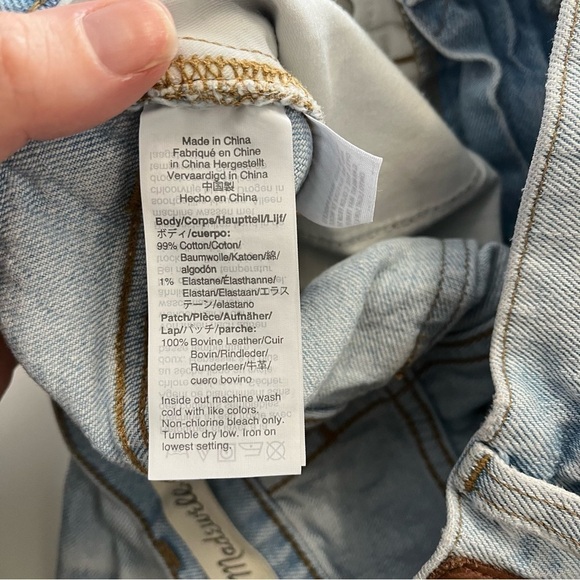 Made in China
Fabriqué en Chine
in China Hergestellt
Vervaardigd in China
中国製
Hecho en China
Body/Corps/Hauptteil/Lijf/
ボディ/cuerpo:
99% Cotton/Coton/
Baumwolle/Katoen/綿/
algodón
1% Elastane/Élasthanne/
Elastan/Elastaan/エラス
テーン/elastano
Patch/Pièce/Aufnäher/
Lap/パッチ/parche:
100% Bovine Leather/Cuir
Bovin/Rindleder/
Runderleer/牛革/
cuero bovino
Inside out machine wash
cold with like colors.
Non-chlorine bleach only.
Tumble dry low. Iron on
lowest setting.
Madewell